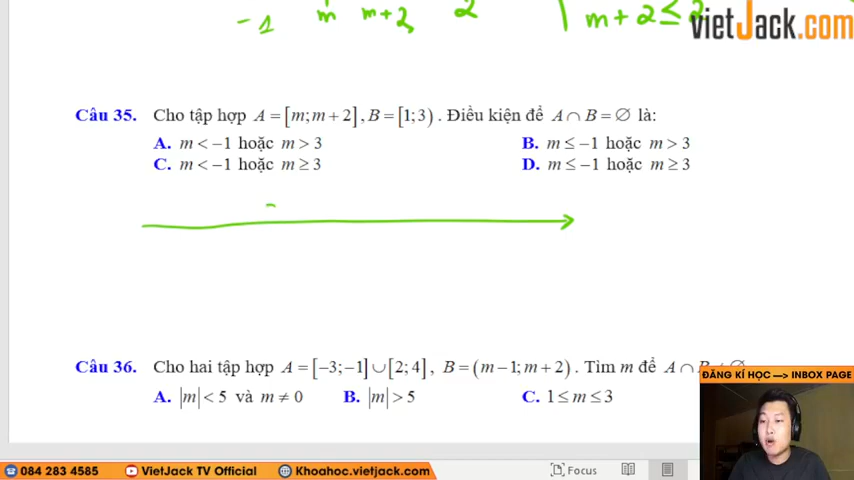 -1 m m+2 2 m+2≤2
vietJack.com
Câu 35. Cho tập hợp A=[m;m+2],B=[1;3). Điều kiện để A∩B=∅ là:
A. m<-1 hoặc m>3 B. m≤-1 hoặc m>3
C. m<-1 hoặc m≥3 D. m≤-1 hoặc m≥3
Câu 36. Cho hai tập hợp A=[-3;-1]∪[2;4], B=(m-1;m+2). Tìm m để A∩B≠∅
A. |m|<5 và m≠0 B. |m|>5 C. 1≤m≤3
ĐĂNG KÍ HỌC —> INBOX PAGE
084 283 4585 VietJack TV Official Khoahoc.vietjack.com Focus